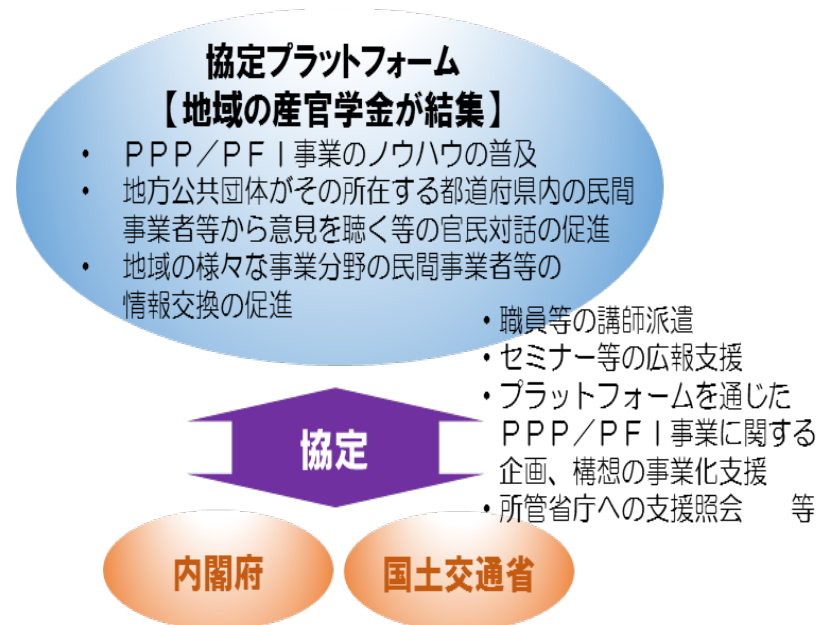 協定プラットフォーム
【地域の産官学金が結集】
・ ＰＰＰ／ＰＦＩ事業のノウハウの普及
・ 地方公共団体がその所在する都道府県内の民間
事業者等から意見を聴く等の官民対話の促進
・ 地域の様々な事業分野の民間事業者等の
情報交換の促進
・職員等の講師派遣
・セミナー等の広報支援
・プラットフォームを通じた
ＰＰＰ／ＰＦＩ事業に関する
企画、構想の事業化支援
・所管省庁への支援照会　等
協定
内閣府
国土交通省